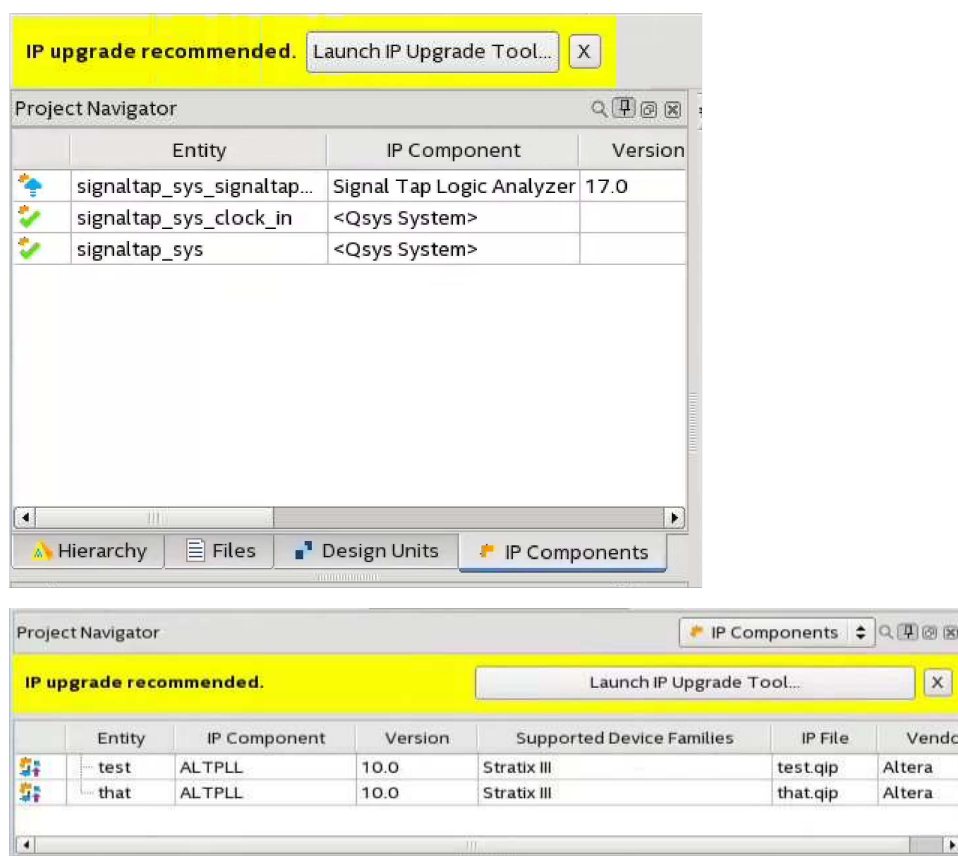 IP upgrade recommended. Launch IP Upgrade Tool... X
Project Navigator
Entity IP Component Version
signaltap_sys_signaltap... Signal Tap Logic Analyzer 17.0
signaltap_sys_clock_in <Qsys System>
signaltap_sys <Qsys System>
Hierarchy Files Design Units IP Components
Project Navigator IP Components
IP upgrade recommended. Launch IP Upgrade Tool... X
Entity IP Component Version Supported Device Families IP File Vendo
test ALTPLL 10.0 Stratix III test.qip Altera
that ALTPLL 10.0 Stratix III that.qip Altera